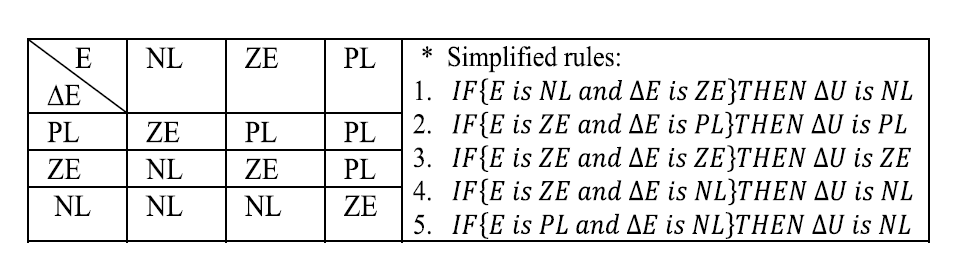 E NL ZE PL
ΔE
PL ZE PL PL
ZE NL ZE PL
NL NL NL ZE
* Simplified rules:
1. IF{E is NL and ΔE is ZE}THEN ΔU is NL
2. IF{E is ZE and ΔE is PL}THEN ΔU is PL
3. IF{E is ZE and ΔE is ZE}THEN ΔU is ZE
4. IF{E is ZE and ΔE is NL}THEN ΔU is NL
5. IF{E is PL and ΔE is NL}THEN ΔU is NL